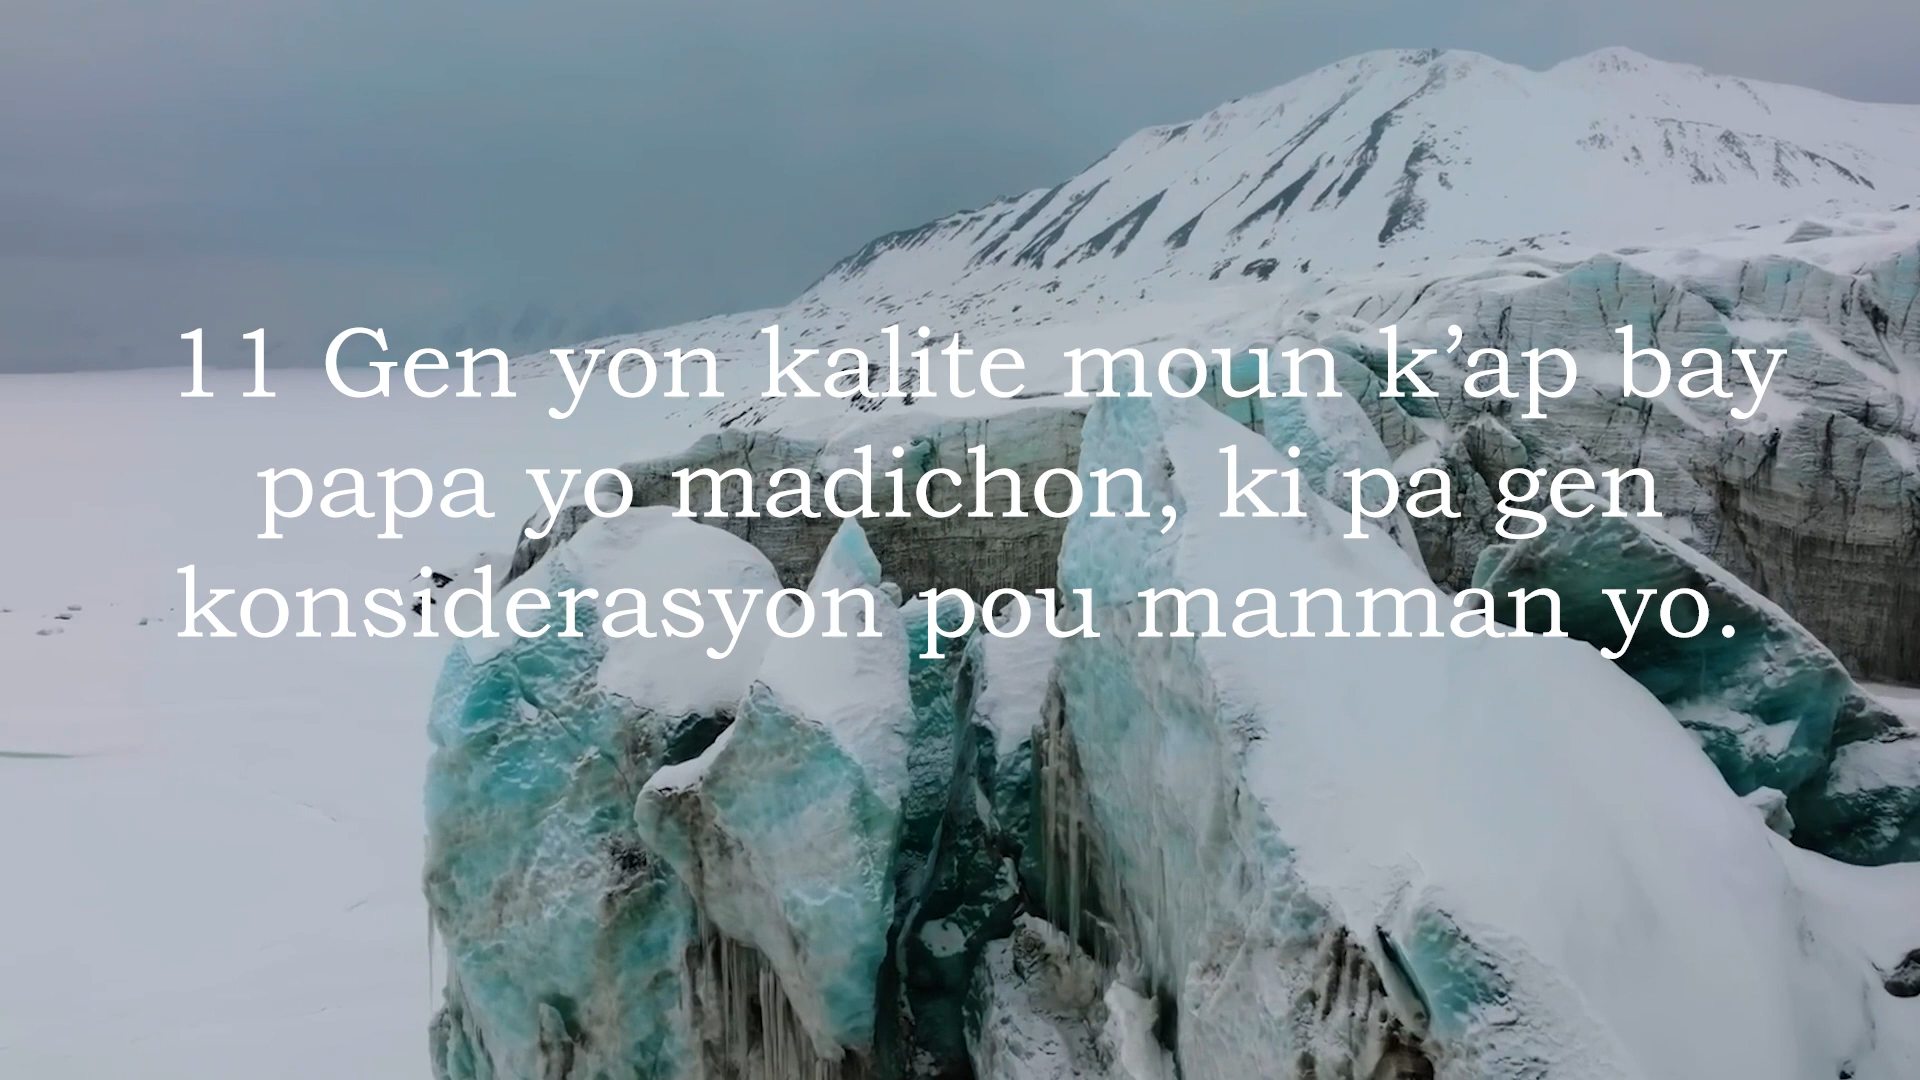 11 Gen yon kalite moun k’ap bay
papa yo madichon, ki pa gen
konsiderasyon pou manman yo.